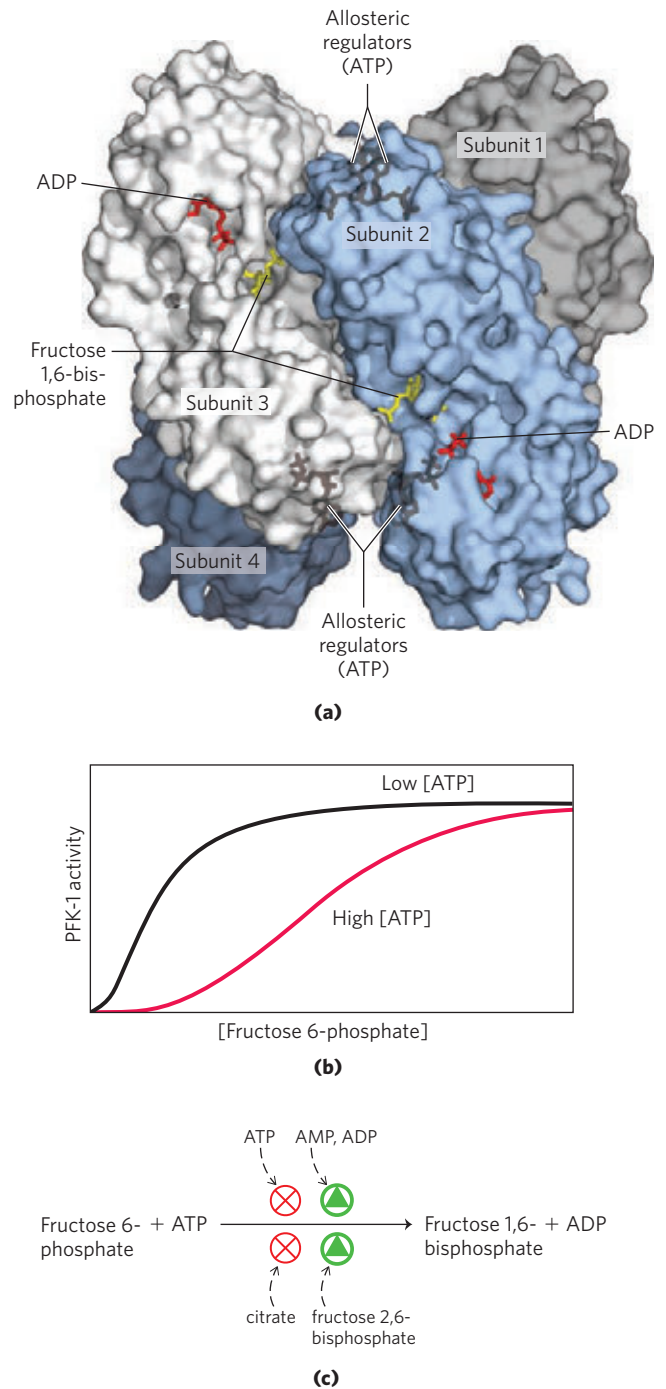 Allosteric
regulators
(ATP)
Subunit 1
ADP
Subunit 2
Fructose
1,6-bis-
phosphate
Subunit 3
ADP
Subunit 4
Allosteric
regulators
(ATP)
(a)
Low [ATP]
PFK-1 activity
High [ATP]
[Fructose 6-phosphate]
(b)
ATP AMP, ADP
Fructose 6- + ATP Fructose 1,6- + ADP
phosphate bisphosphate
citrate fructose 2,6-
bisphosphate
(c)